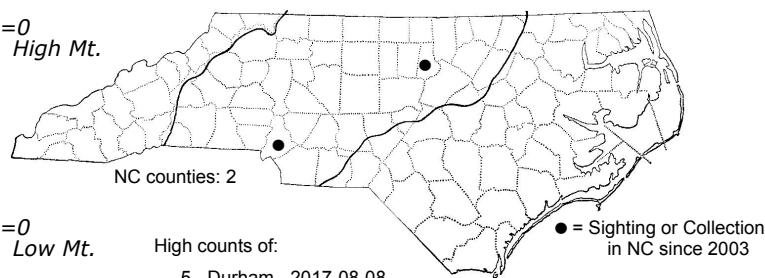 =0
High Mt.
NC counties: 2
=0
Low Mt.
High counts of:
● = Sighting or Collection
in NC since 2003
5 - Durham - 2017-08-08